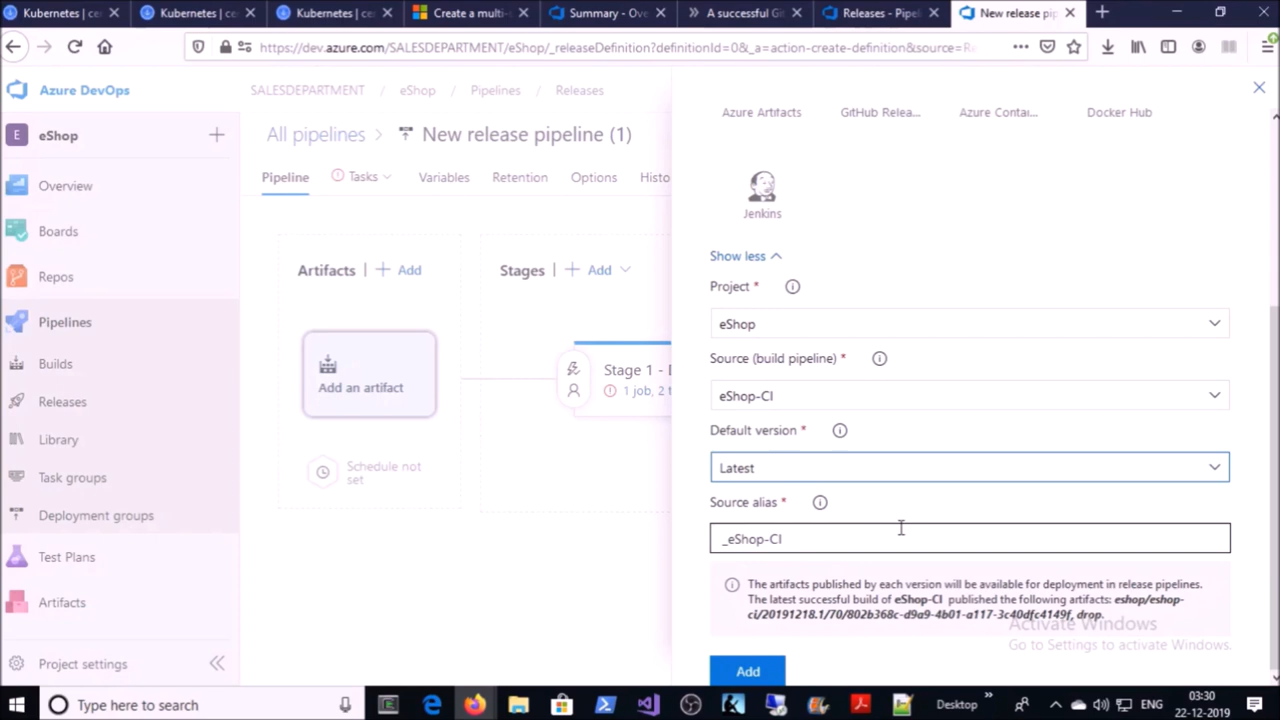 Kubernetes | cer
Kubernetes | cer
Kubernetes | cer
Create a multi-
Summary - Ove
A successful Gi
Releases - Pipel
New release pip
https://dev.azure.com/SALESDEPARTMENT/eShop/_releaseDefinition?definitionId=0&_a=action-create-definition&source=R
Azure DevOps
SALESDEPARTMENT / eShop / Pipelines / Releases
E eShop
All pipelines > New release pipeline (1)
Pipeline Tasks Variables Retention Options Histo
Overview
Boards
Repos
Pipelines
Builds
Releases
Library
Task groups
Deployment groups
Test Plans
Artifacts
Project settings
Artifacts | + Add
Stages | + Add
Add an artifact
Schedule not
set
Stage 1 - D
1 job, 2 t
Azure Artifacts
GitHub Relea...
Azure Contai...
Docker Hub
Jenkins
Show less
Project *
eShop
Source (build pipeline) *
eShop-CI
Default version *
Latest
Source alias *
_eShop-CI
The artifacts published by each version will be available for deployment in release pipelines.
The latest successful build of eShop-CI published the following artifacts: eshop/eshop-
ci/20191218.1/70/802b368c-d9a9-4b01-a117-3c40dfc4149f, drop.
Activate Windows
Go to Settings to activate Windows.
Add
Type here to search
Desktop
ENG
03:30
22-12-2019